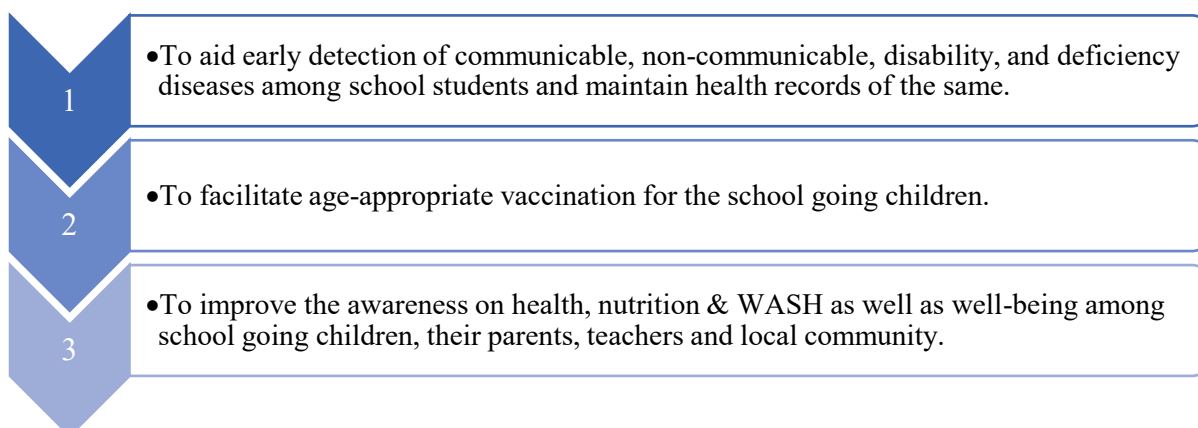 1
•To aid early detection of communicable, non-communicable, disability, and deficiency
diseases among school students and maintain health records of the same.
2
•To facilitate age-appropriate vaccination for the school going children.
3
•To improve the awareness on health, nutrition & WASH as well as well-being among
school going children, their parents, teachers and local community.